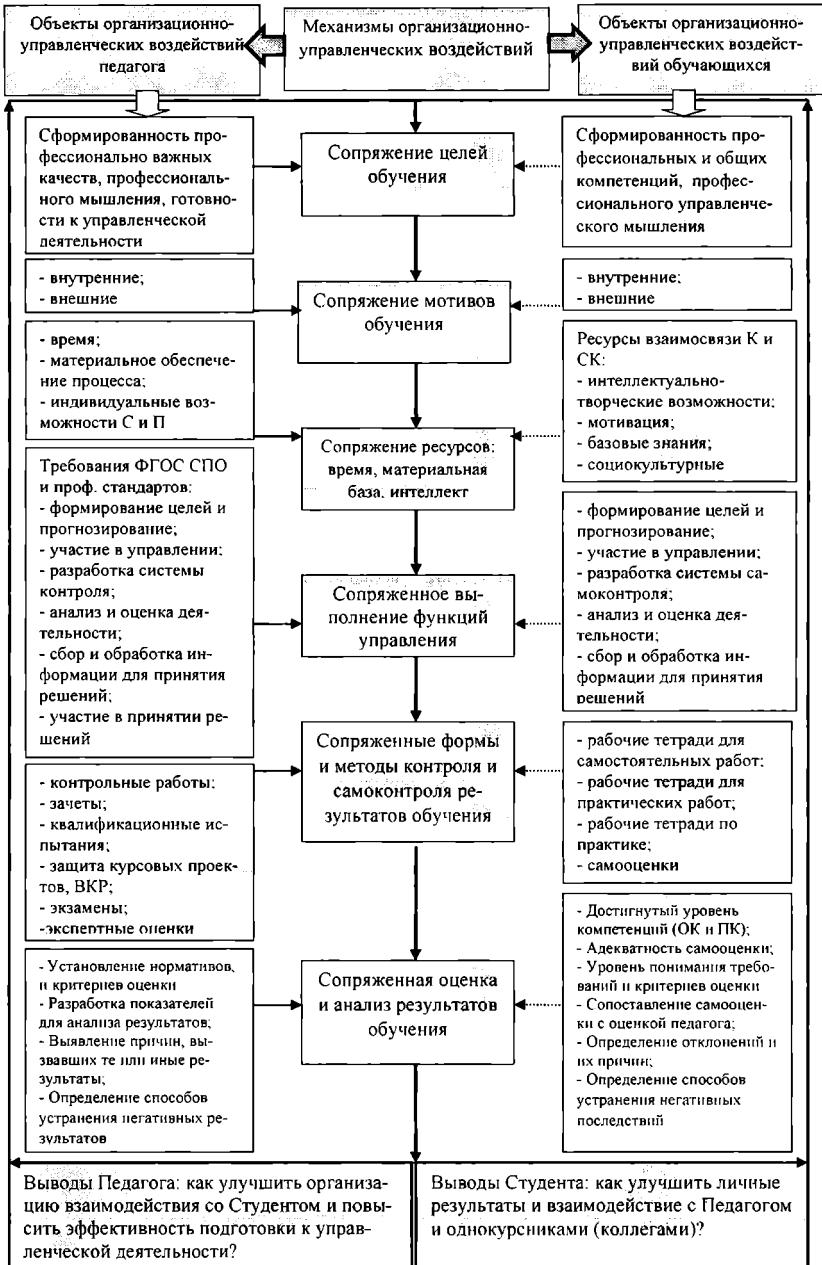 Объекты организационно-
управленческих воздействий
педагога
Механизмы организационно-
управленческих воздействий
Объекты организационно-
управленческих воздейст-
вий обучающихся
Сформированность про-
фессионально важных
качеств, профессиональ-
ного мышления, готовно-
сти к управленческой
деятельности
Сопряжение целей
обучения
Сформированность про-
фессиональных и общих
компетенций, профес-
сионального управленче-
ского мышления
- внутренние;
- внешние
Сопряжение мотивов
обучения
- внутренние;
- внешние
- время;
- материальное обеспече-
ние процесса;
- индивидуальные воз-
можности С и П
Сопряжение ресурсов:
время, материальная
база, интеллект
Ресурсы взаимосвязи К и
СК:
- интеллектуально-
творческие возможности;
- мотивация;
- базовые знания;
- социокультурные
Требования ФГОС СПО
и проф. стандартов:
- формирование целей и
прогнозирование;
- участие в управлении;
- разработка системы
контроля;
- анализ и оценка дея-
тельности;
- сбор и обработка ин-
формации для принятия
решений;
- участие в принятии ре-
шений
Сопряженное вы-
полнение функций
управления
- формирование целей и
прогнозирование;
- участие в управлении;
- разработка системы са-
моконтроля;
- анализ и оценка дея-
тельности;
- сбор и обработка ин-
формации для принятия
решений
- контрольные работы;
- зачеты;
- квалификационные ис-
пытания;
- защита курсовых проек-
тов, ВКР;
- экзамены;
-экспертные оценки
Сопряженные формы
и методы контроля и
самоконтроля ре-
зультатов обучения
- рабочие тетради для
самостоятельных работ;
- рабочие тетради для
практических работ;
- рабочие тетради по
практике;
- самооценки
- Установление нормативов,
и критериев оценки
- Разработка показателей
для анализа результатов;
- Выявление причин, вы-
звавших те или иные ре-
зультаты;
- Определение способов
устранения негативных ре-
зультатов
Сопряженная оценка
и анализ результатов
обучения
- Достигнутый уровень
компетенций (ОК и ПК);
- Адекватность самооценки;
- Уровень понимания требо-
ваний и критериев оценки
- Сопоставление самооцен-
ки с оценкой педагога;
- Определение отклонений и
их причин;
- Определение способов
устранения негативных
последствий
Выводы Педагога: как улучшить организа-
цию взаимодействия со Студентом и повы-
сить эффективность подготовки к управ-
ленческой деятельности?
Выводы Студента: как улучшить личные
результаты и взаимодействие с Педагогом
и однокурсниками (коллегами)?